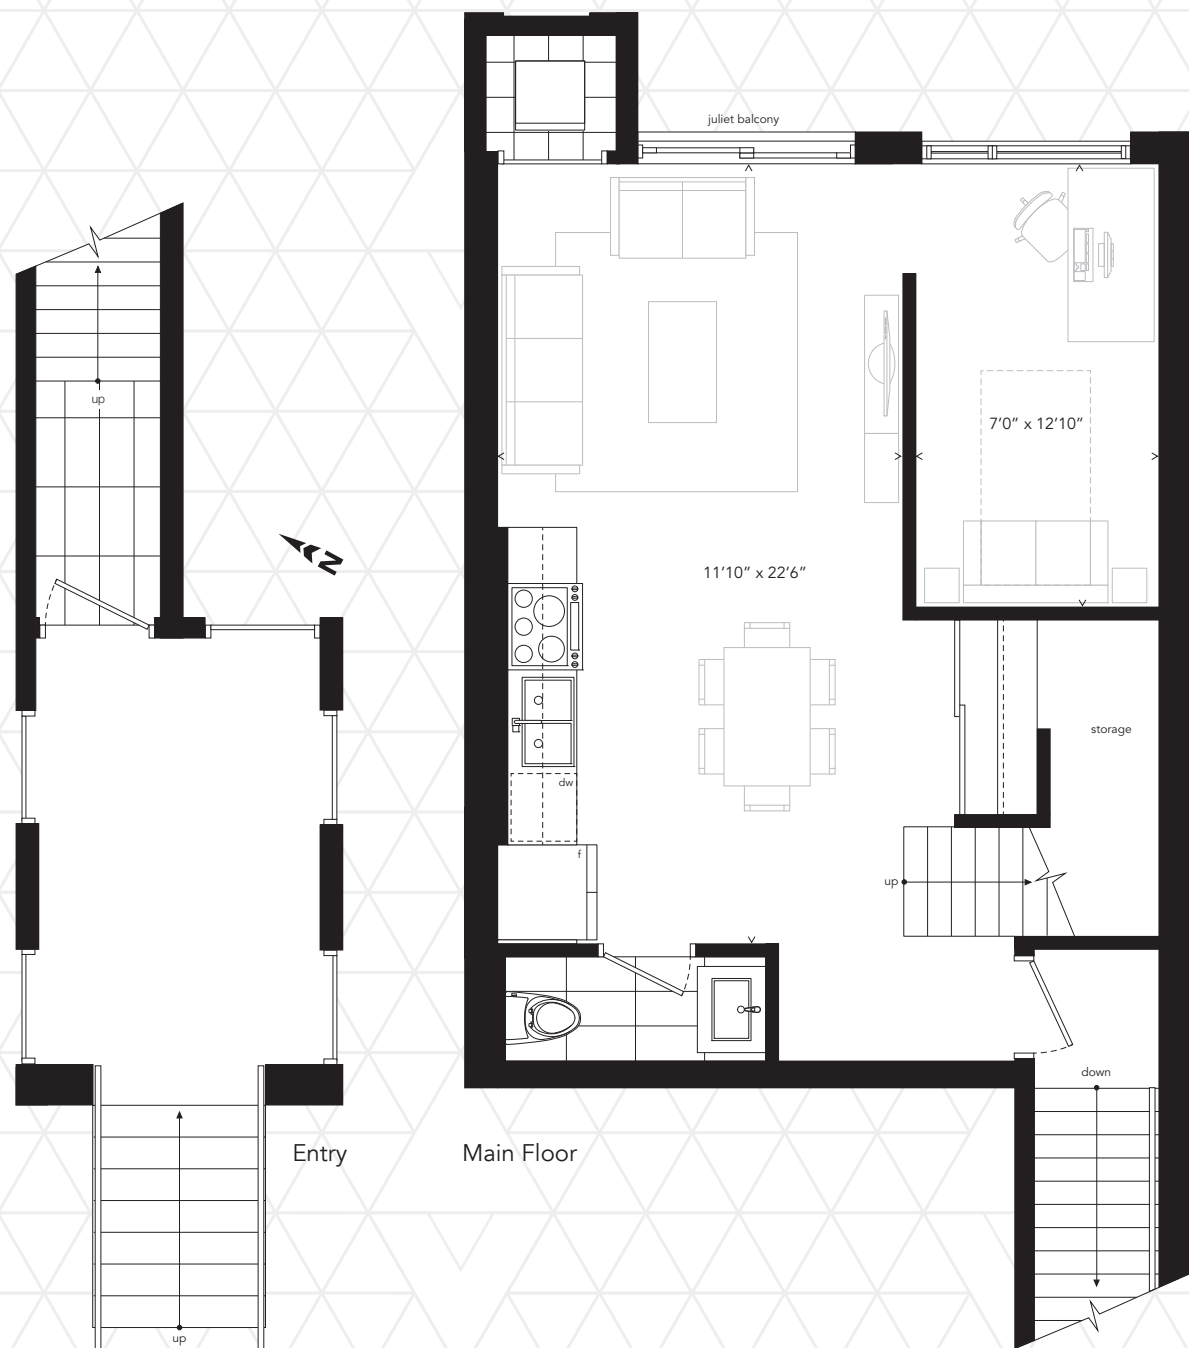 juliet balcony
up
7'0" x 12'10"
N
11'10" x 22'6"
storage
dw
f
up
down
Entry
Main Floor
up